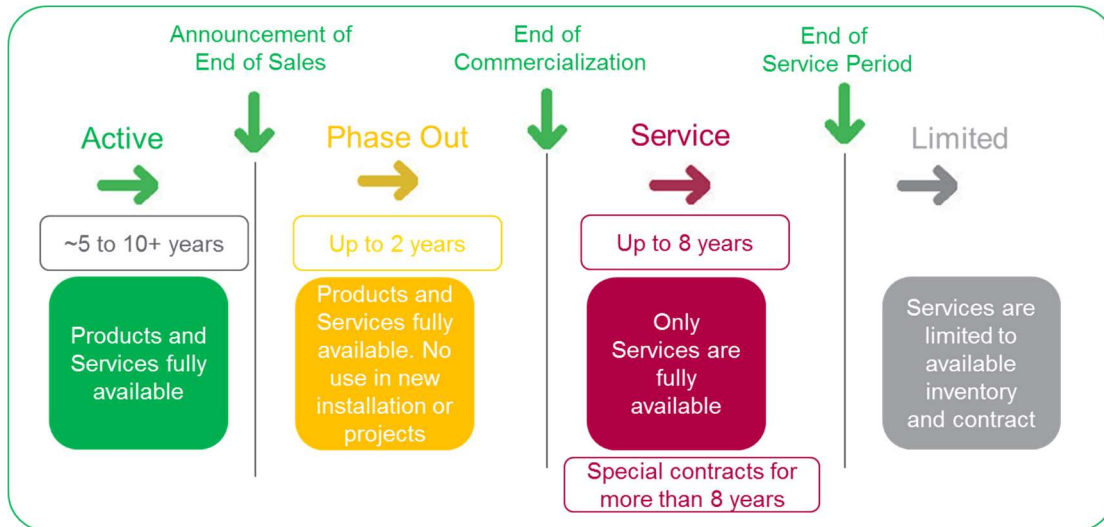 Announcement of
End of Sales
End of
Commercialization
End of
Service Period
Active
Phase Out
Service
Limited
~5 to 10+ years
Up to 2 years
Up to 8 years
Products and
Services fully
available
Products and
Services fully
available. No
use in new
installation or
projects
Only
Services are
fully
available
Services are
limited to
available
inventory
and contract
Special contracts for
more than 8 years